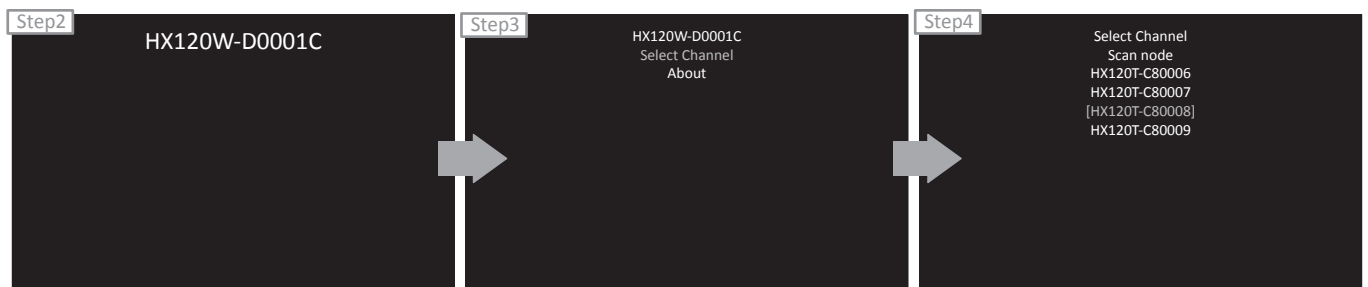 Step2
HX120W-D0001C
Step3
HX120W-D0001C
Select Channel
About
Step4
Select Channel
Scan node
HX120T-C80006
HX120T-C80007
[HX120T-C80008]
HX120T-C80009